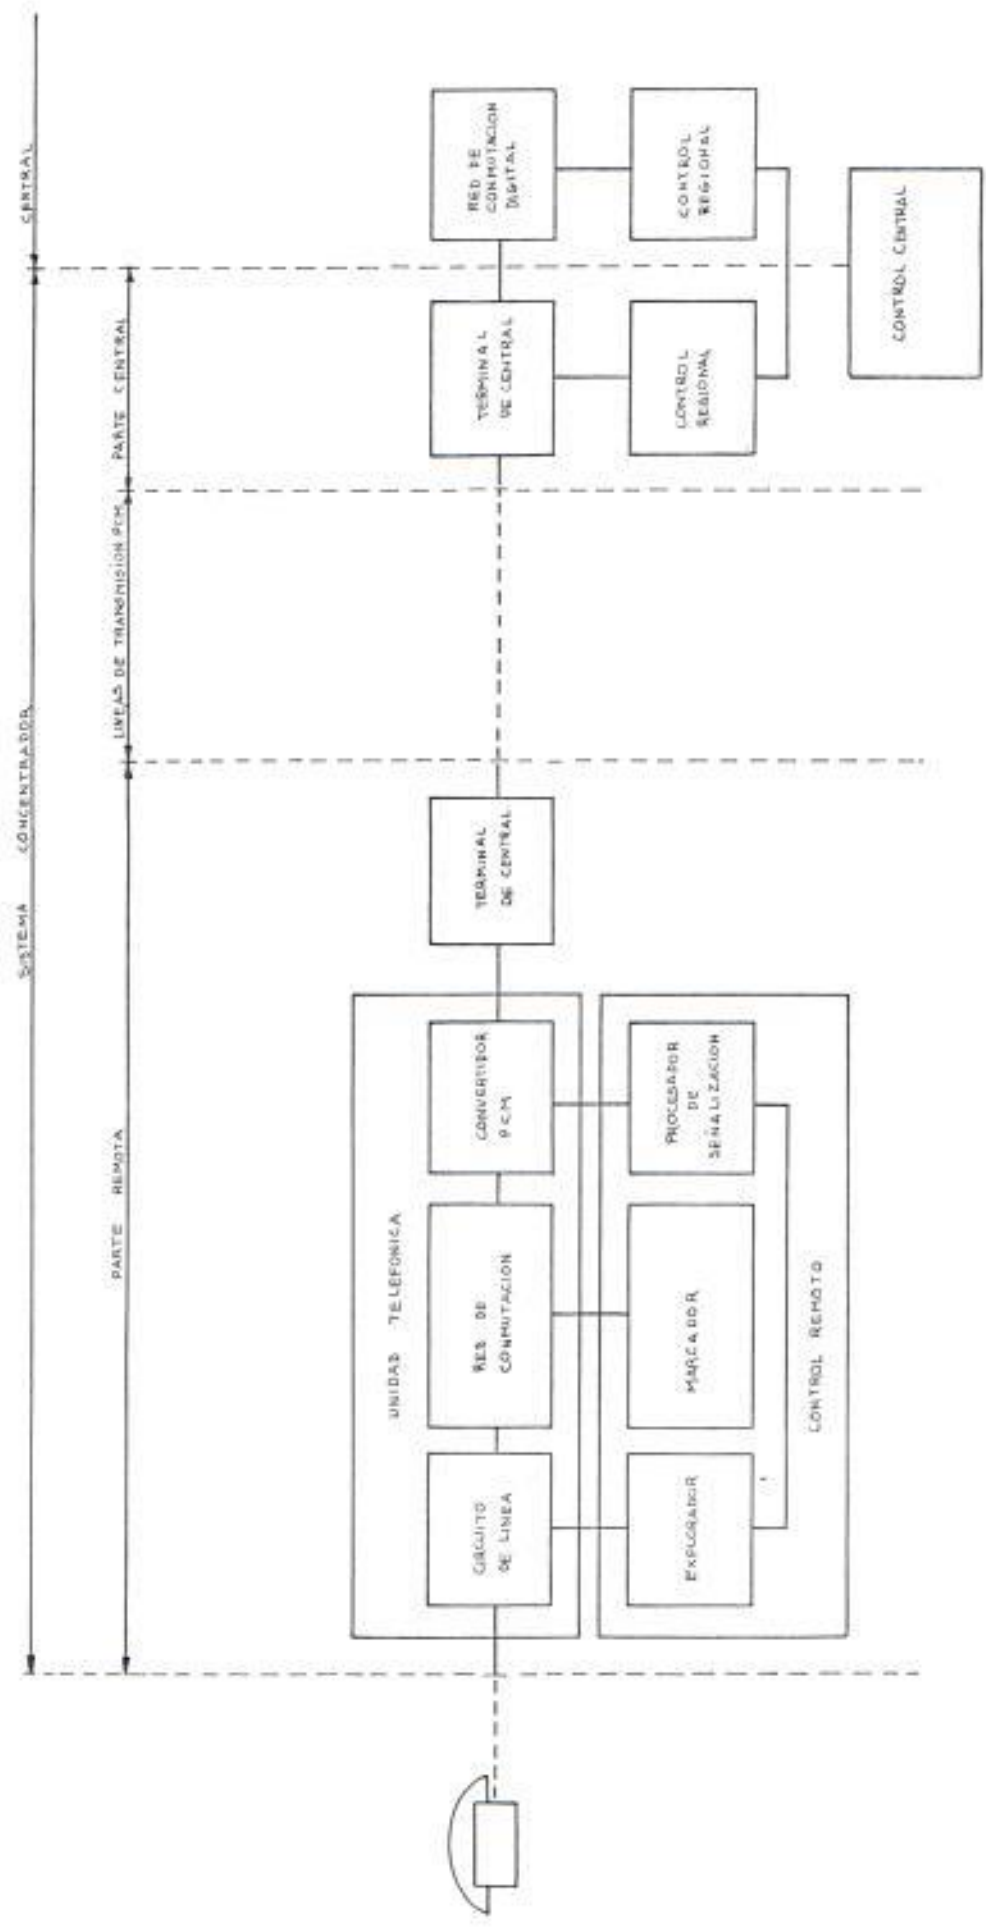 SISTEMA CONCENTRADOR
CENTRAL
PARTE REMOTA
LINEAS DE TRANSMISION PCM
PARTE CENTRAL
UNIDAD TELEFONICA
CIRCUITO
DE LINEA
RED DE
CONMUTACION
CONVERTIDOR
PCM
TERMINAL
DE CENTRAL
TERMINAL
DE CENTRAL
RED DE
CONMUTACION
DIGITAL
EXPLORADOR
MARCADOR
PROCESADOR
DE
SEÑALIZACION
CONTROL REMOTO
CONTROL
REGIONAL
CONTROL
REGIONAL
CONTROL CENTRAL